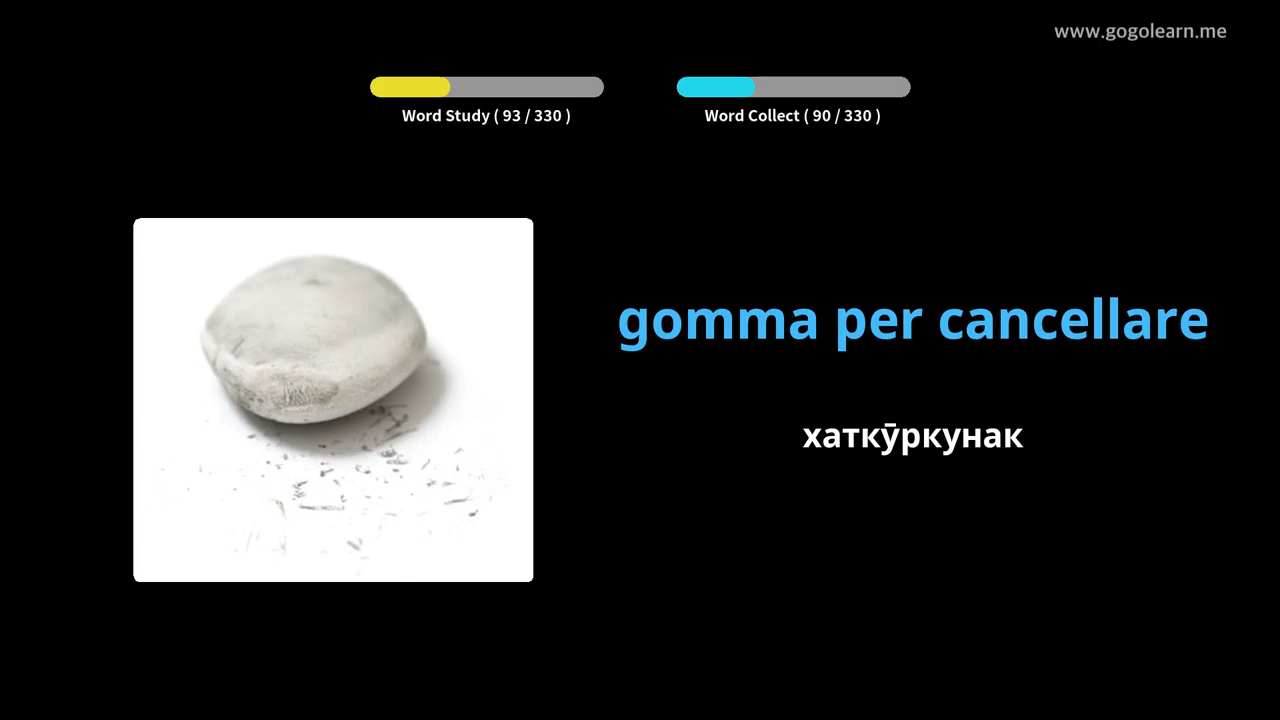 www.gogolearn.me
Word Study ( 93 / 330 )
Word Collect ( 90 / 330 )
gomma per cancellare
хаткӯркунак